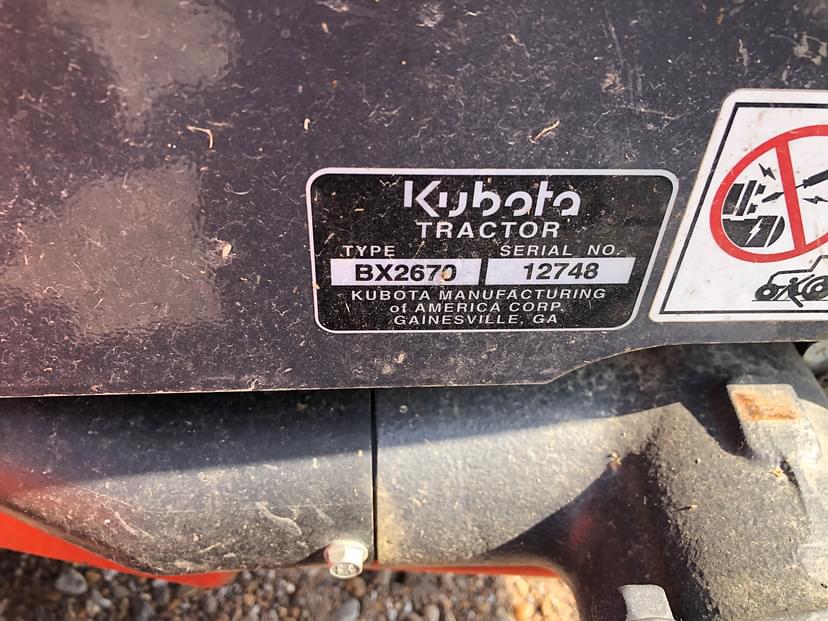 Kubota
TRACTOR
TYPE SERIAL NO.
BX2670 12748
KUBOTA MANUFACTURING
of AMERICA CORP.
GAINESVILLE, GA